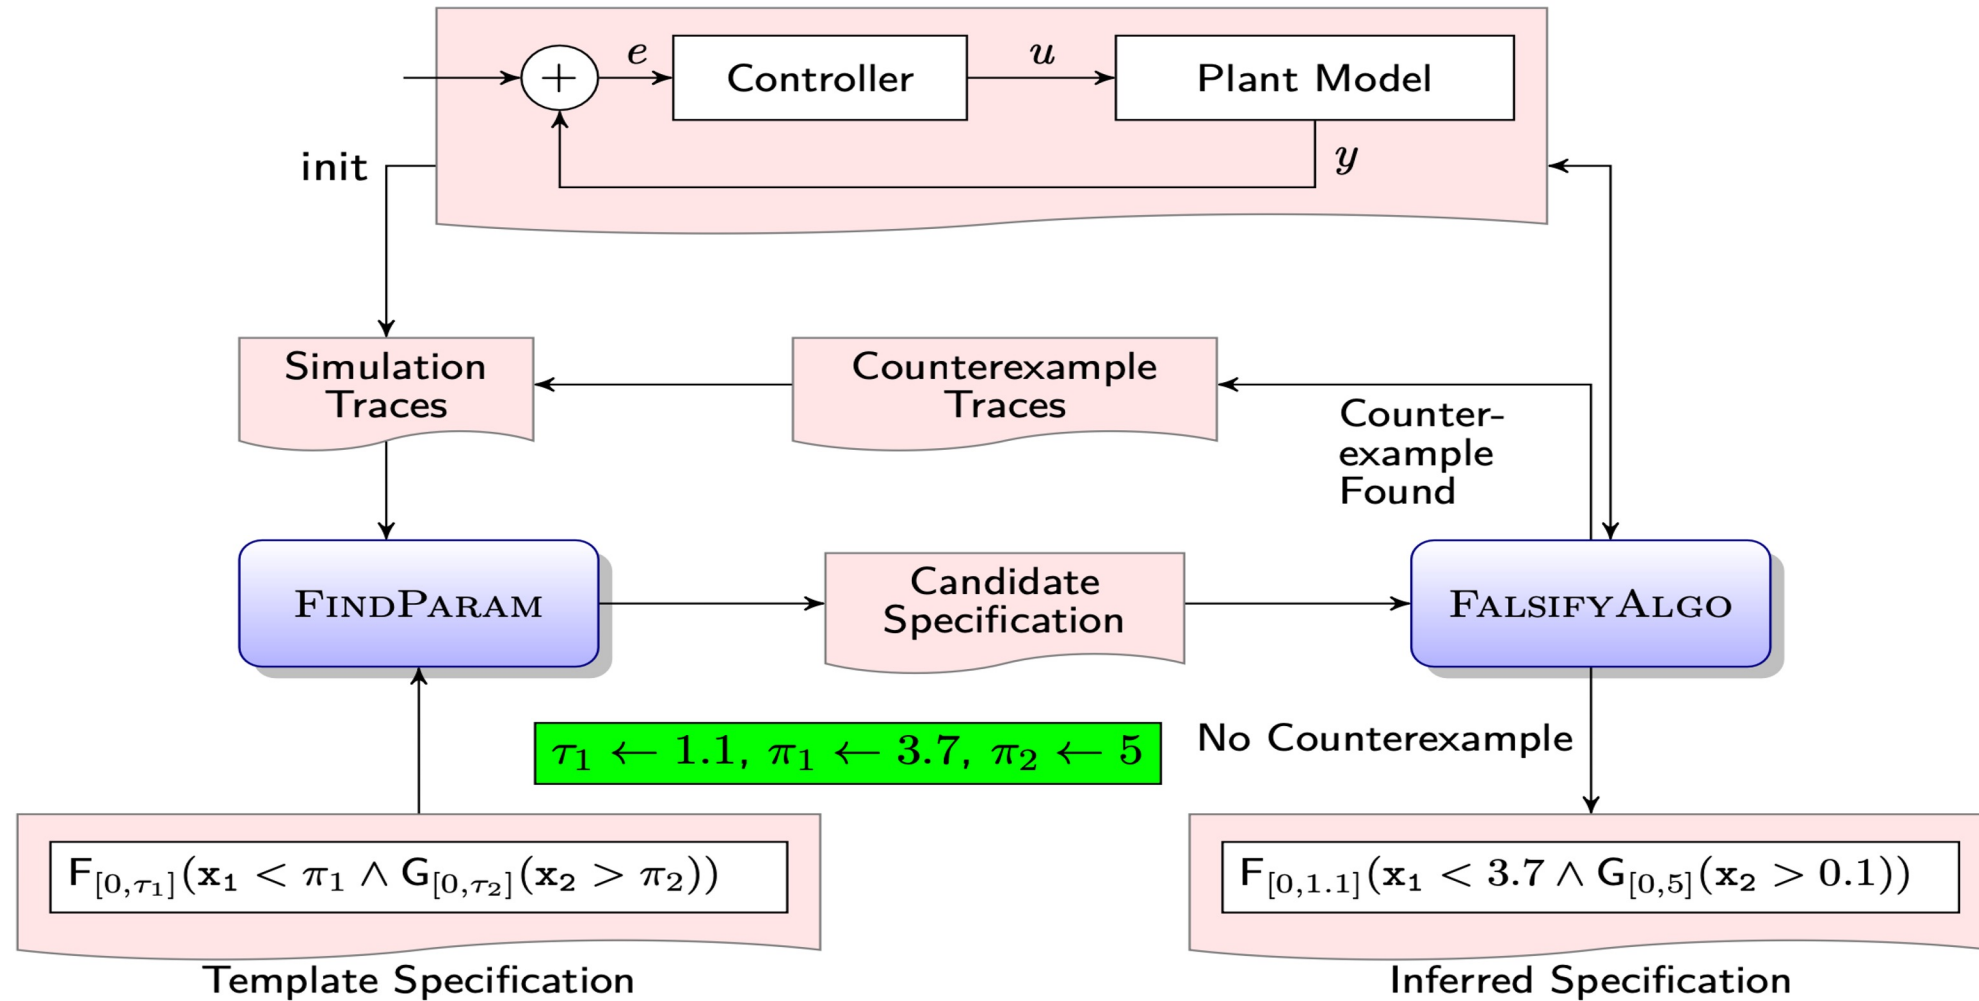 e
u
+
Controller
Plant Model
y
init
Simulation
Traces
Counterexample
Traces
Counter-
example
Found
FINDPARAM
Candidate
Specification
FALSIFYALGO
τ₁ ← 1.1, π₁ ← 3.7, π₂ ← 5
No Counterexample
F[0,τ₁](x₁ < π₁ ∧ G[0,τ₂](x₂ > π₂))
F[0,1.1](x₁ < 3.7 ∧ G[0,5](x₂ > 0.1))
Template Specification
Inferred Specification